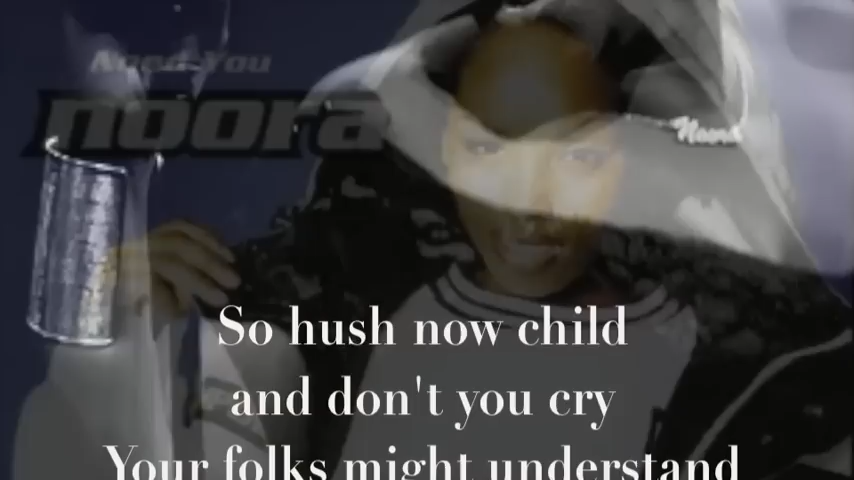 Need You
noora
Noora
So hush now child
and don't you cry
Your folks might understand